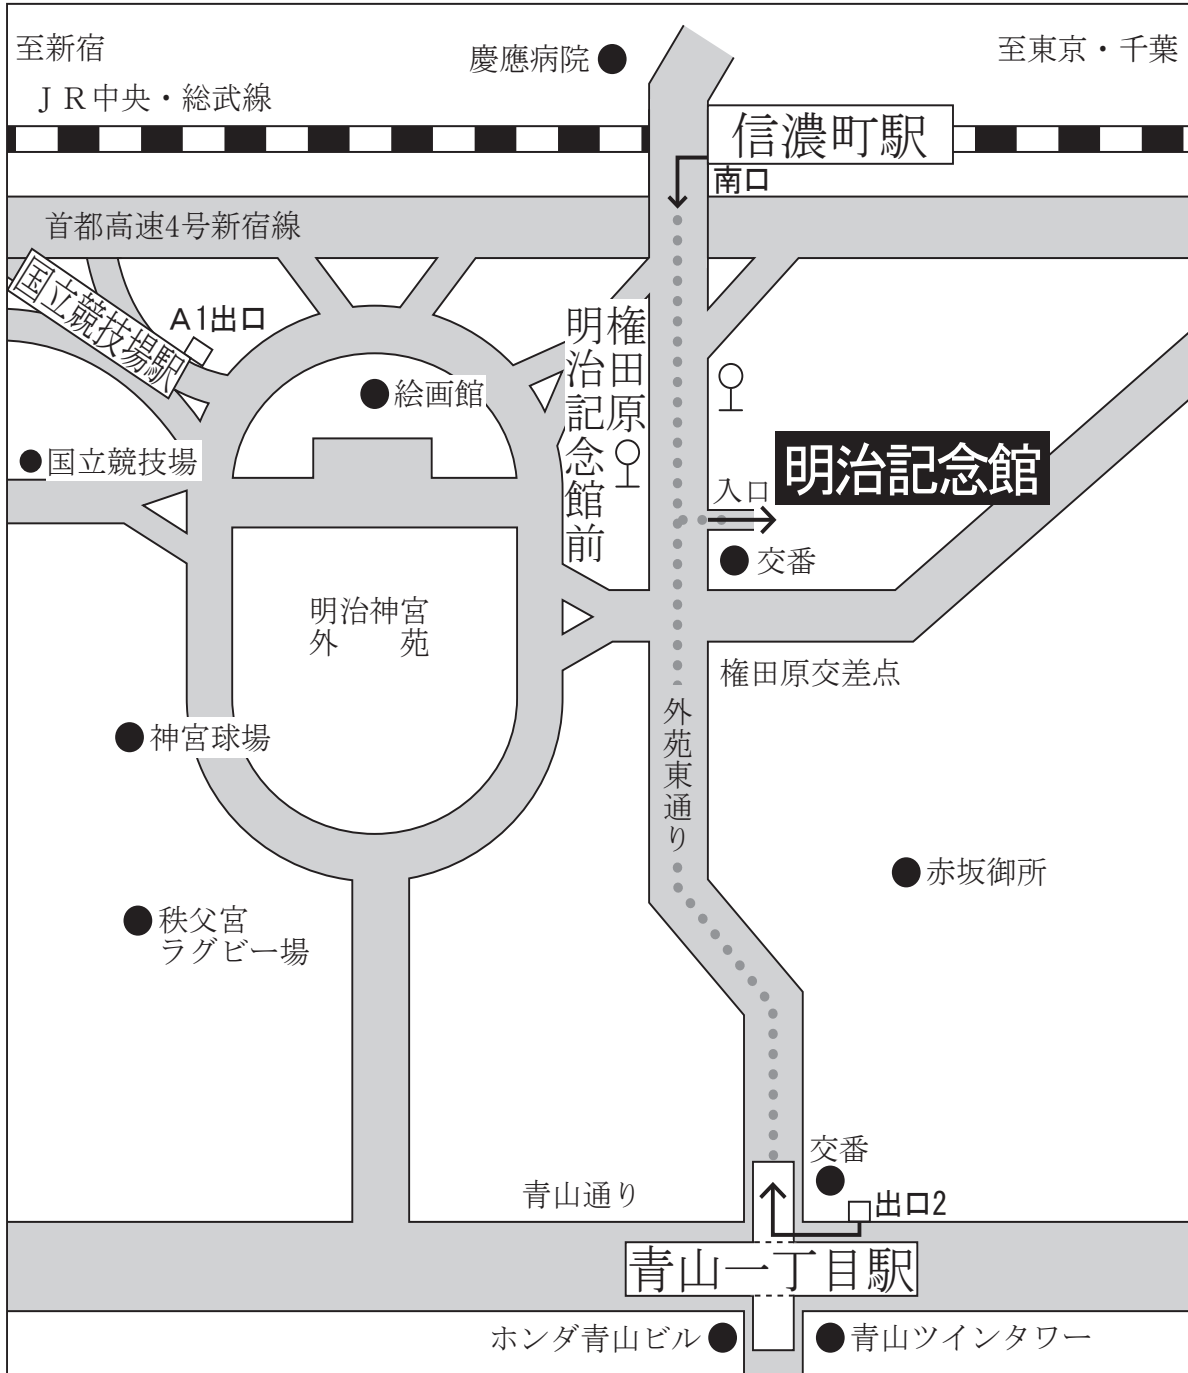 至新宿
慶應病院
至東京・千葉
ＪＲ中央・総武線
信濃町駅
南口
首都高速4号新宿線
国立競技場駅
A1出口
権田原
明治記念館前
絵画館
国立競技場
明治記念館
入口
交番
明治神宮
外　苑
権田原交差点
外苑東通り
神宮球場
赤坂御所
秩父宮
ラグビー場
交番
青山通り
出口2
青山一丁目駅
ホンダ青山ビル
青山ツインタワー